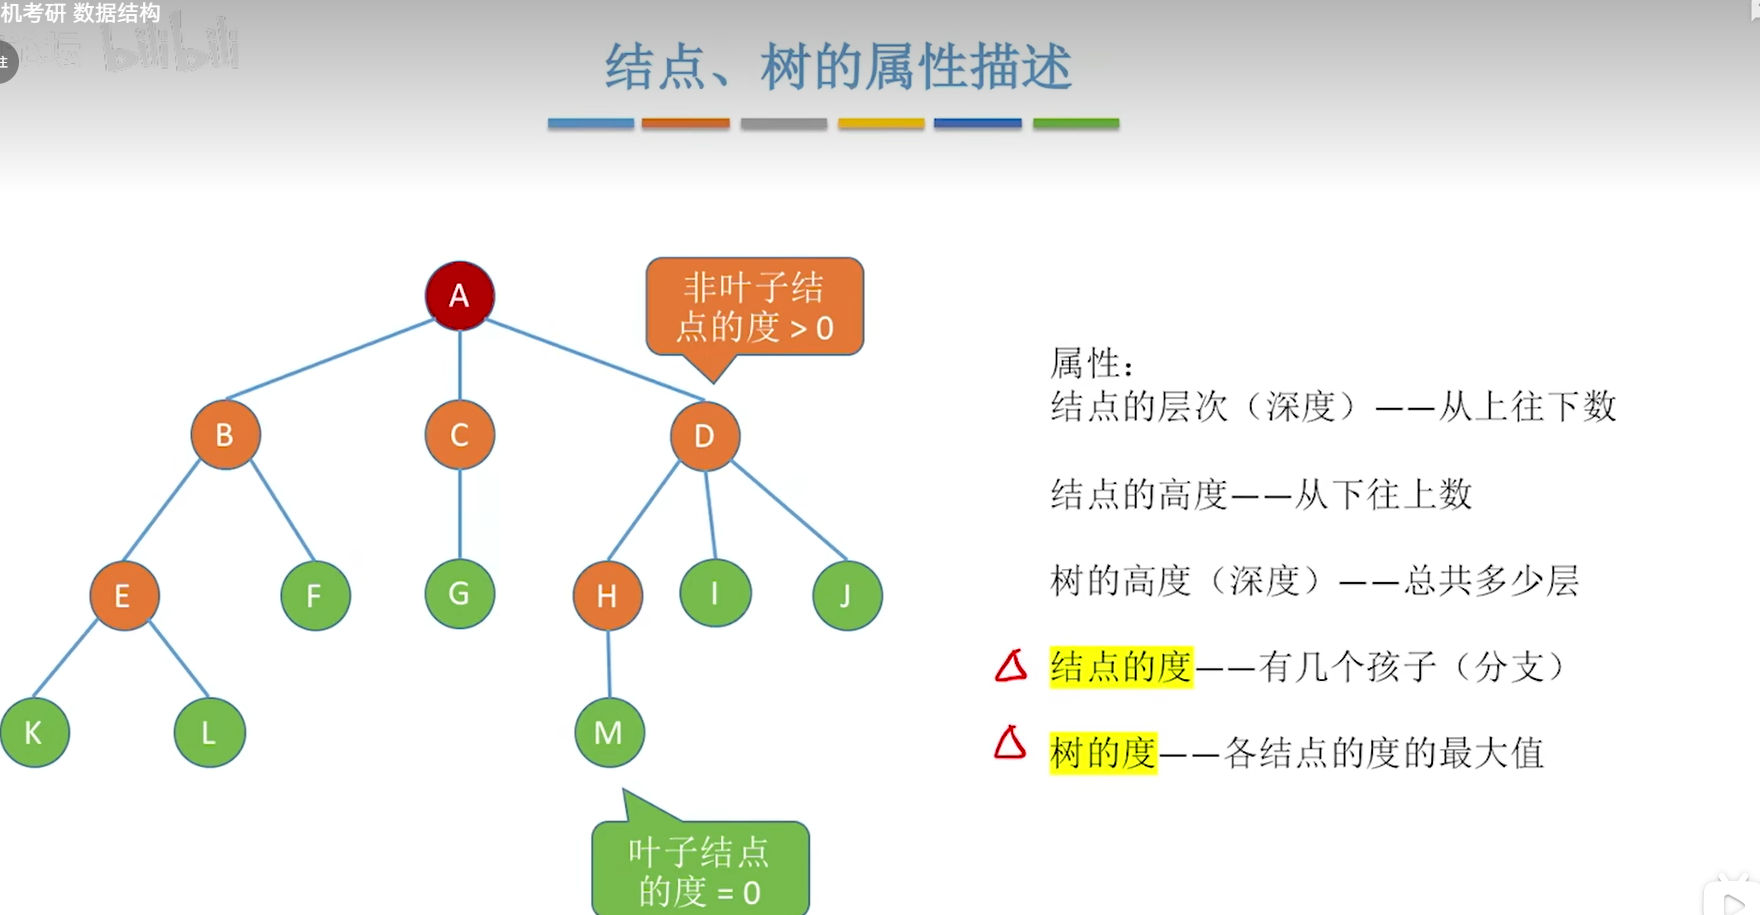 机考研 数据结构
bilibili
注
结点、树的属性描述
A
非叶子结
点的度 > 0
B
C
D
E
F
G
H
I
J
K
L
M
叶子结点
的度 = 0
属性：
结点的层次（深度）——从上往下数
结点的高度——从下往上数
树的高度（深度）——总共多少层
结点的度——有几个孩子（分支）
树的度——各结点的度的最大值